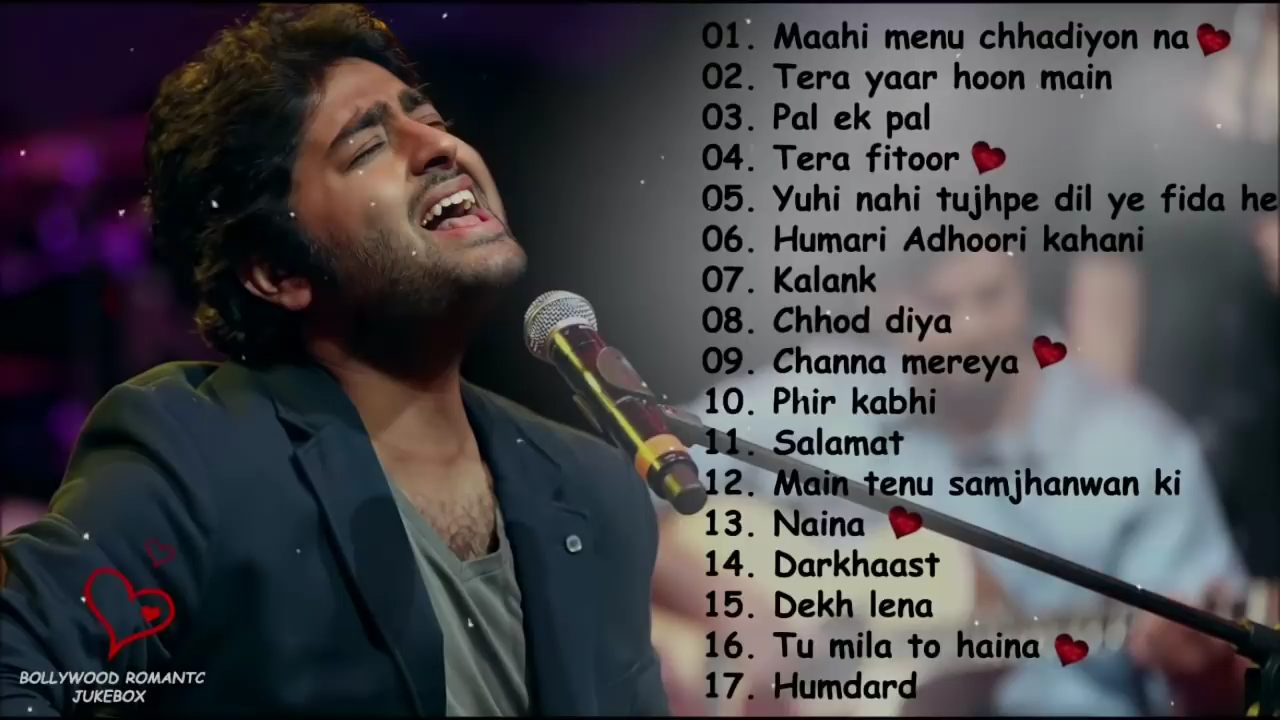 01. Maahi menu chhadiyon na
02. Tera yaar hoon main
03. Pal ek pal
04. Tera fitoor
05. Yuhi nahi tujhpe dil ye fida he
06. Humari Adhoori kahani
07. Kalank
08. Chhod diya
09. Channa mereya
10. Phir kabhi
11. Salamat
12. Main tenu samjhanwan ki
13. Naina
14. Darkhaast
15. Dekh lena
16. Tu mila to haina
17. Humdard
BOLLYWOOD ROMANTC
JUKEBOX